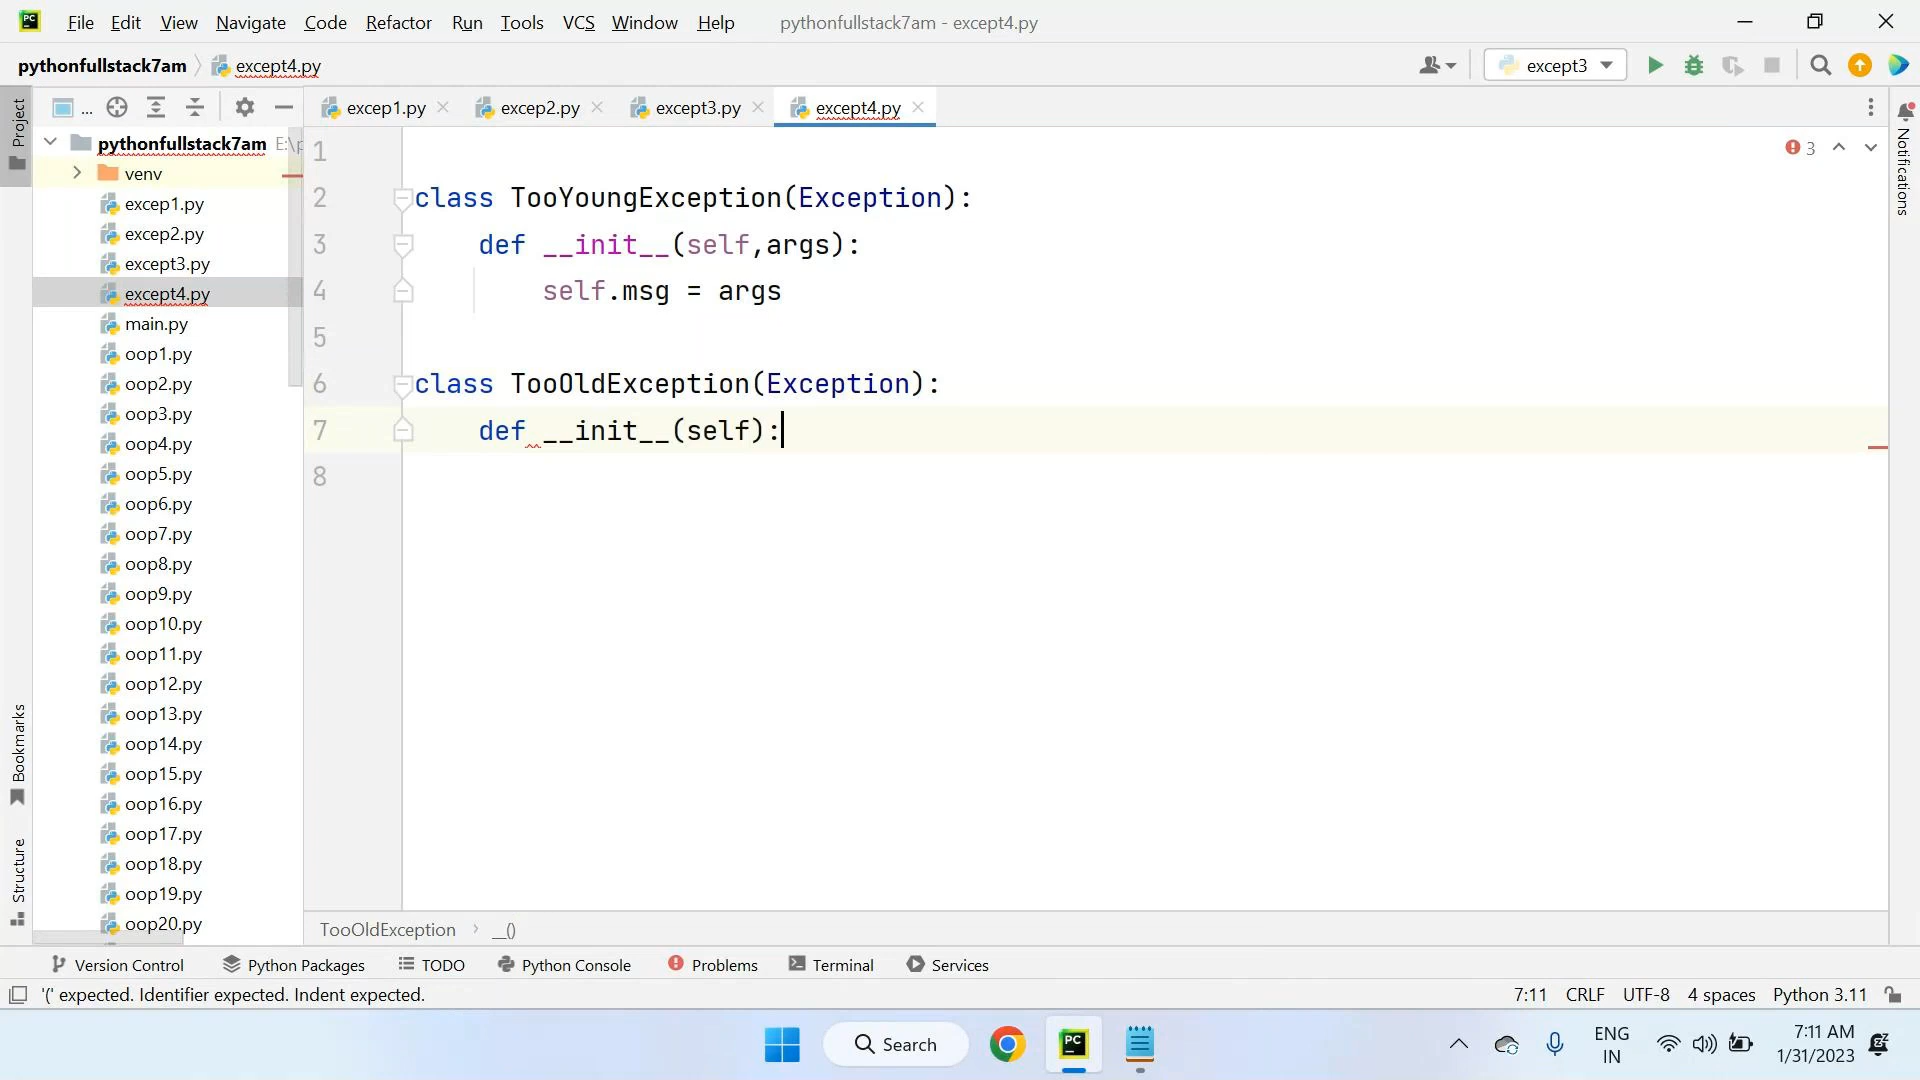 File Edit View Navigate Code Refactor Run Tools VCS Window Help pythonfullstack7am - except4.py
pythonfullstack7am except4.py except3
... excep1.py excep2.py except3.py except4.py
Project
pythonfullstack7am E:\p
venv
excep1.py
excep2.py
except3.py
except4.py
main.py
oop1.py
oop2.py
oop3.py
oop4.py
oop5.py
oop6.py
oop7.py
oop8.py
oop9.py
oop10.py
oop11.py
oop12.py
oop13.py
oop14.py
oop15.py
oop16.py
oop17.py
oop18.py
oop19.py
oop20.py
Bookmarks
Structure
1
2 class TooYoungException(Exception):
3 def __init__(self,args):
4 self.msg = args
5
6 class TooOldException(Exception):
7 def __init__(self):
8
3
Notifications
TooOldException __()
Version Control Python Packages TODO Python Console Problems Terminal Services
'(' expected. Identifier expected. Indent expected. 7:11 CRLF UTF-8 4 spaces Python 3.11
PC Search PC ENG IN 7:11 AM
1/31/2023